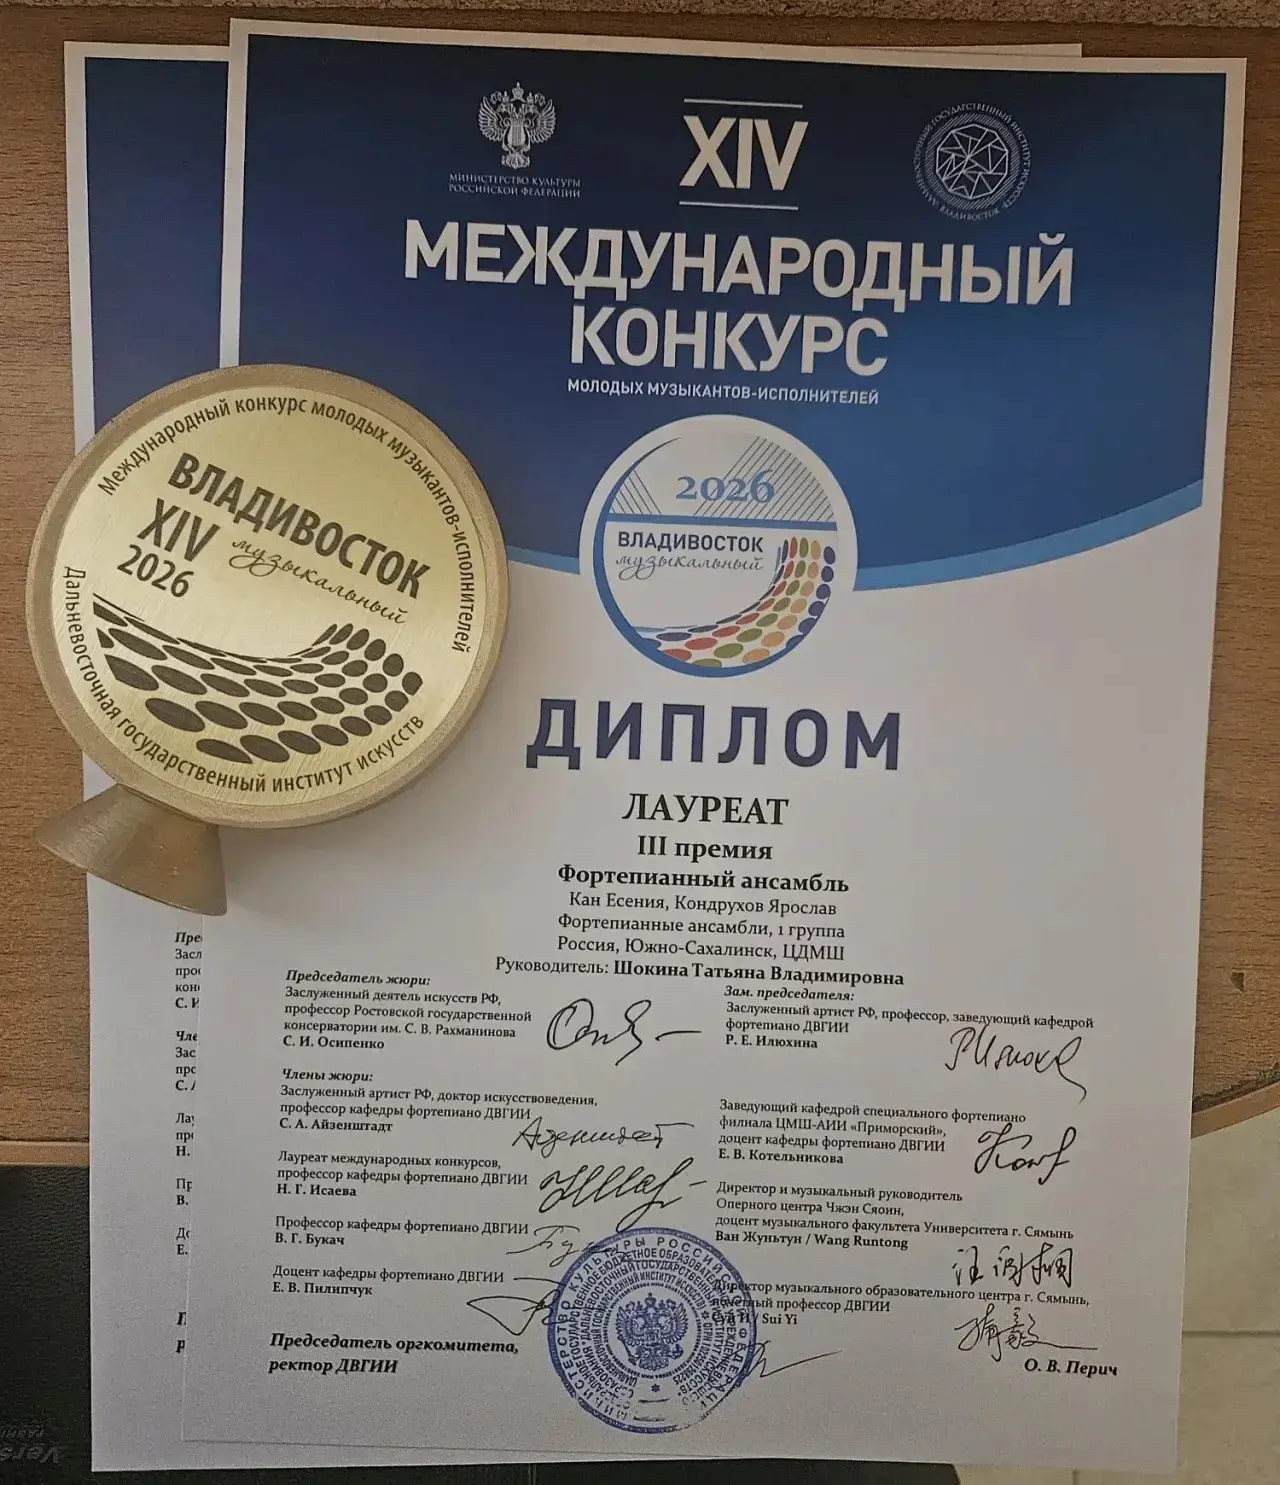 МИНИСТЕРСТВО КУЛЬТУРЫ
РОССИЙСКОЙ ФЕДЕРАЦИИ
XIV
ДАЛЬНЕВОСТОЧНЫЙ ГОСУДАРСТВЕННЫЙ ИНСТИТУТ ИСКУССТВ
ВЛАДИВОСТОК
МЕЖДУНАРОДНЫЙ
КОНКУРС
МОЛОДЫХ МУЗЫКАНТОВ-ИСПОЛНИТЕЛЕЙ
2026
ВЛАДИВОСТОК
музыкальный
Международный конкурс молодых музыкантов-исполнителей
ВЛАДИВОСТОК
XIV
музыкальный
2026
Дальневосточная государственный институт искусств
ДИПЛОМ
ЛАУРЕАТ
III премия
Фортепианный ансамбль
Кан Есения, Кондрухов Ярослав
Фортепианные ансамбли, 1 группа
Россия, Южно-Сахалинск, ЦДМШ
Руководитель: Шокина Татьяна Владимировна
Председатель жюри:
Заслуженный деятель искусств РФ,
профессор Ростовской государственной
консерватории им. С. В. Рахманинова
С. И. Осипенко
Зам. председателя:
Заслуженный артист РФ, профессор, заведующий кафедрой
фортепиано ДВГИИ
Р. Е. Илюхина
Члены жюри:
Заслуженный артист РФ, доктор искусствоведения,
профессор кафедры фортепиано ДВГИИ
С. А. Айзенштадт
Заведующий кафедрой специального фортепиано
филиала ЦМШ-АИИ «Приморский»,
доцент кафедры фортепиано ДВГИИ
Е. В. Котельникова
Лауреат международных конкурсов,
профессор кафедры фортепиано ДВГИИ
Н. Г. Исаева
Директор и музыкальный руководитель
Оперного центра Чжэн Сяоин,
доцент музыкального факультета Университета г. Сямынь
Ван Жуньтун / Wang Runtong
Профессор кафедры фортепиано ДВГИИ
В. Г. Букач
Доцент кафедры фортепиано ДВГИИ
Е. В. Пилипчук
Директор музыкального образовательного центра г. Сямынь,
почетный профессор ДВГИИ
/ Sui Yi
Председатель оргкомитета,
ректор ДВГИИ
О. В. Перич